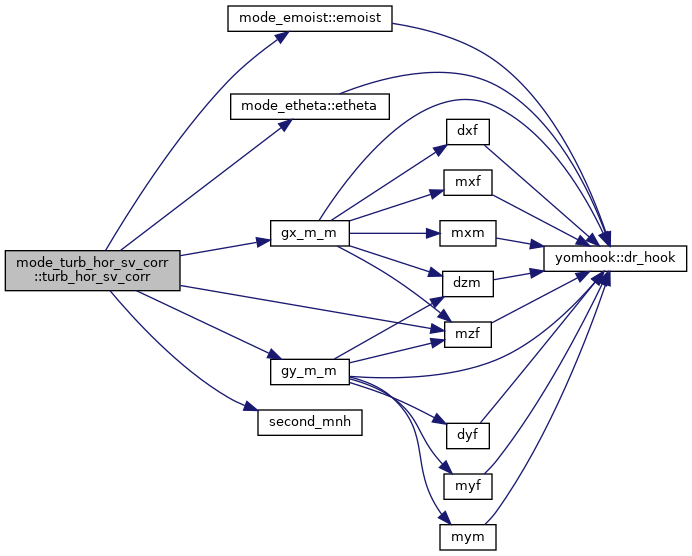 mode_emoist::emoist
mode_etheta::etheta
dxf
mxf
gx_m_m
mxm
mode_turb_hor_sv_corr
::turb_hor_sv_corr
yomhook::dr_hook
dzm
mzf
gy_m_m
second_mnh
dyf
myf
mym